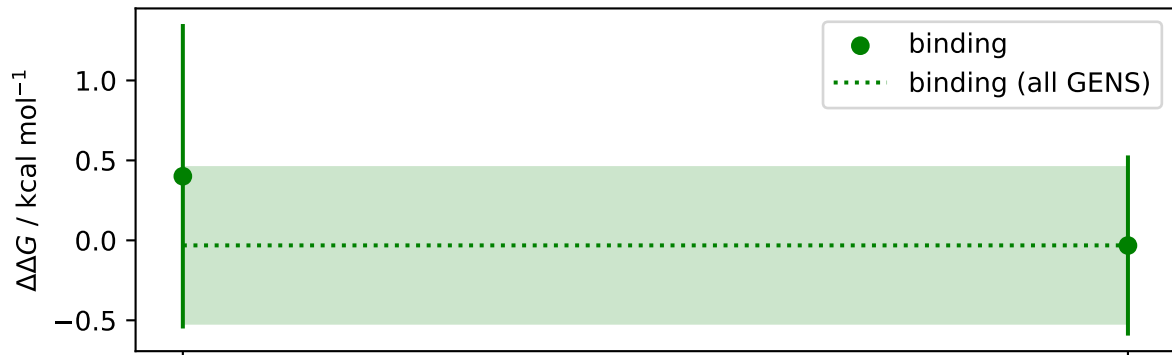 binding
binding (all GENS)
1.0
0.5
0.0
−0.5
ΔΔG / kcal mol⁻¹